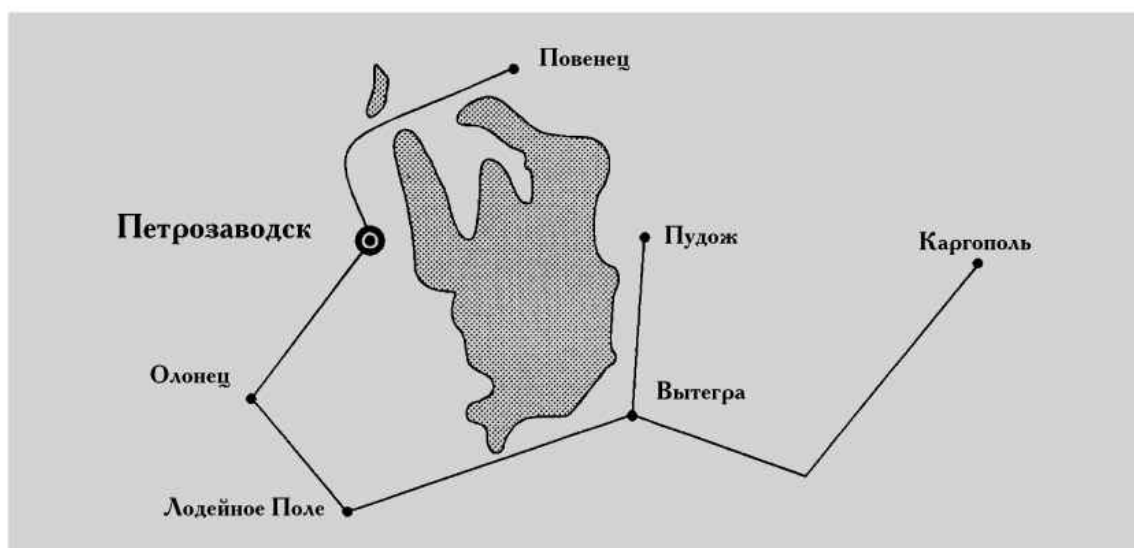 Повенец
Петрозаводск
Пудож
Каргополь
Олонец
Вытегра
Лодейное Поле